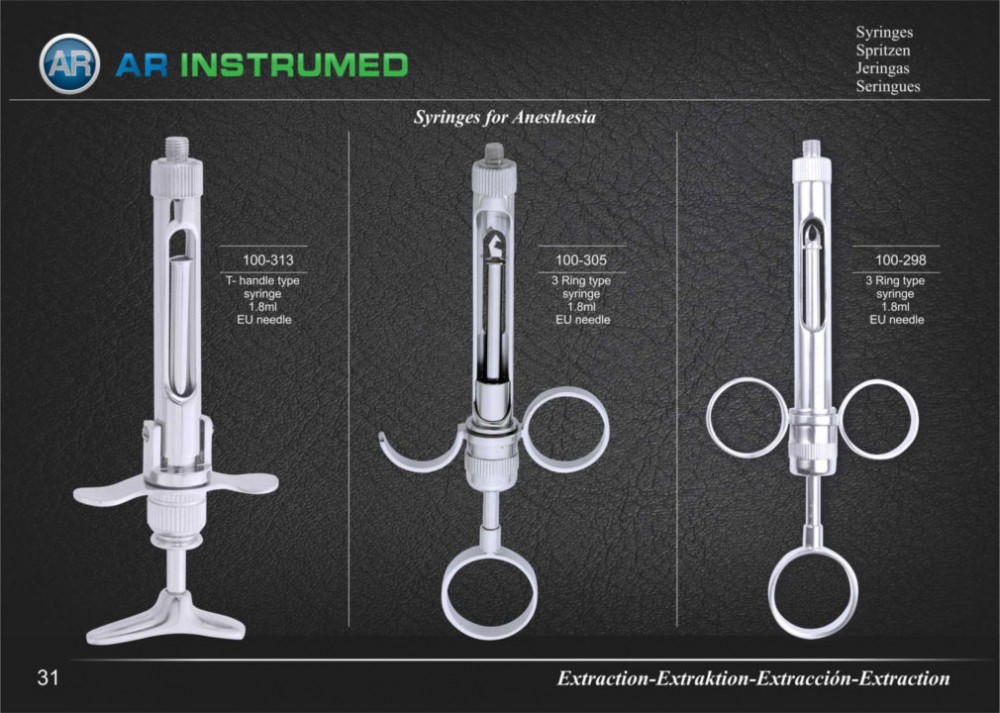 AR AR INSTRUMED
Syringes
Spritzen
Jeringas
Seringues
Syringes for Anesthesia
100-313
T- handle type
syringe
1.8ml
EU needle
100-305
3 Ring type
syringe
1.8ml
EU needle
100-298
3 Ring type
syringe
1.8ml
EU needle
31
Extraction-Extraktion-Extracción-Extraction